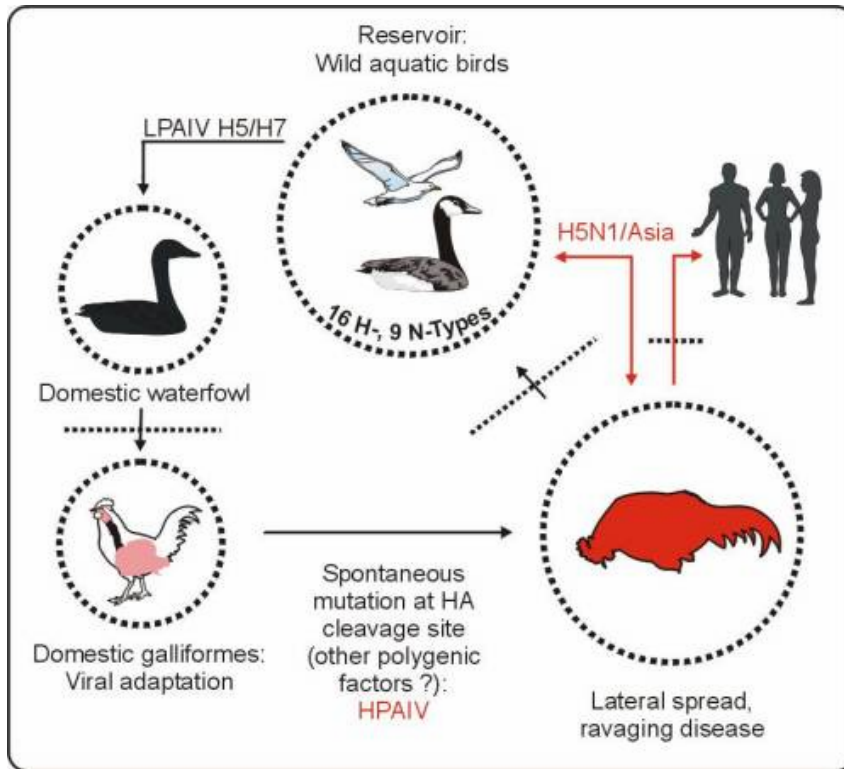 Reservoir:
Wild aquatic birds
LPAIV H5/H7
H5N1/Asia
16 H-, 9 N-Types
Domestic waterfowl
Domestic galliformes:
Viral adaptation
Spontaneous
mutation at HA
cleavage site
(other polygenic
factors ?):
HPAIV
Lateral spread,
ravaging disease